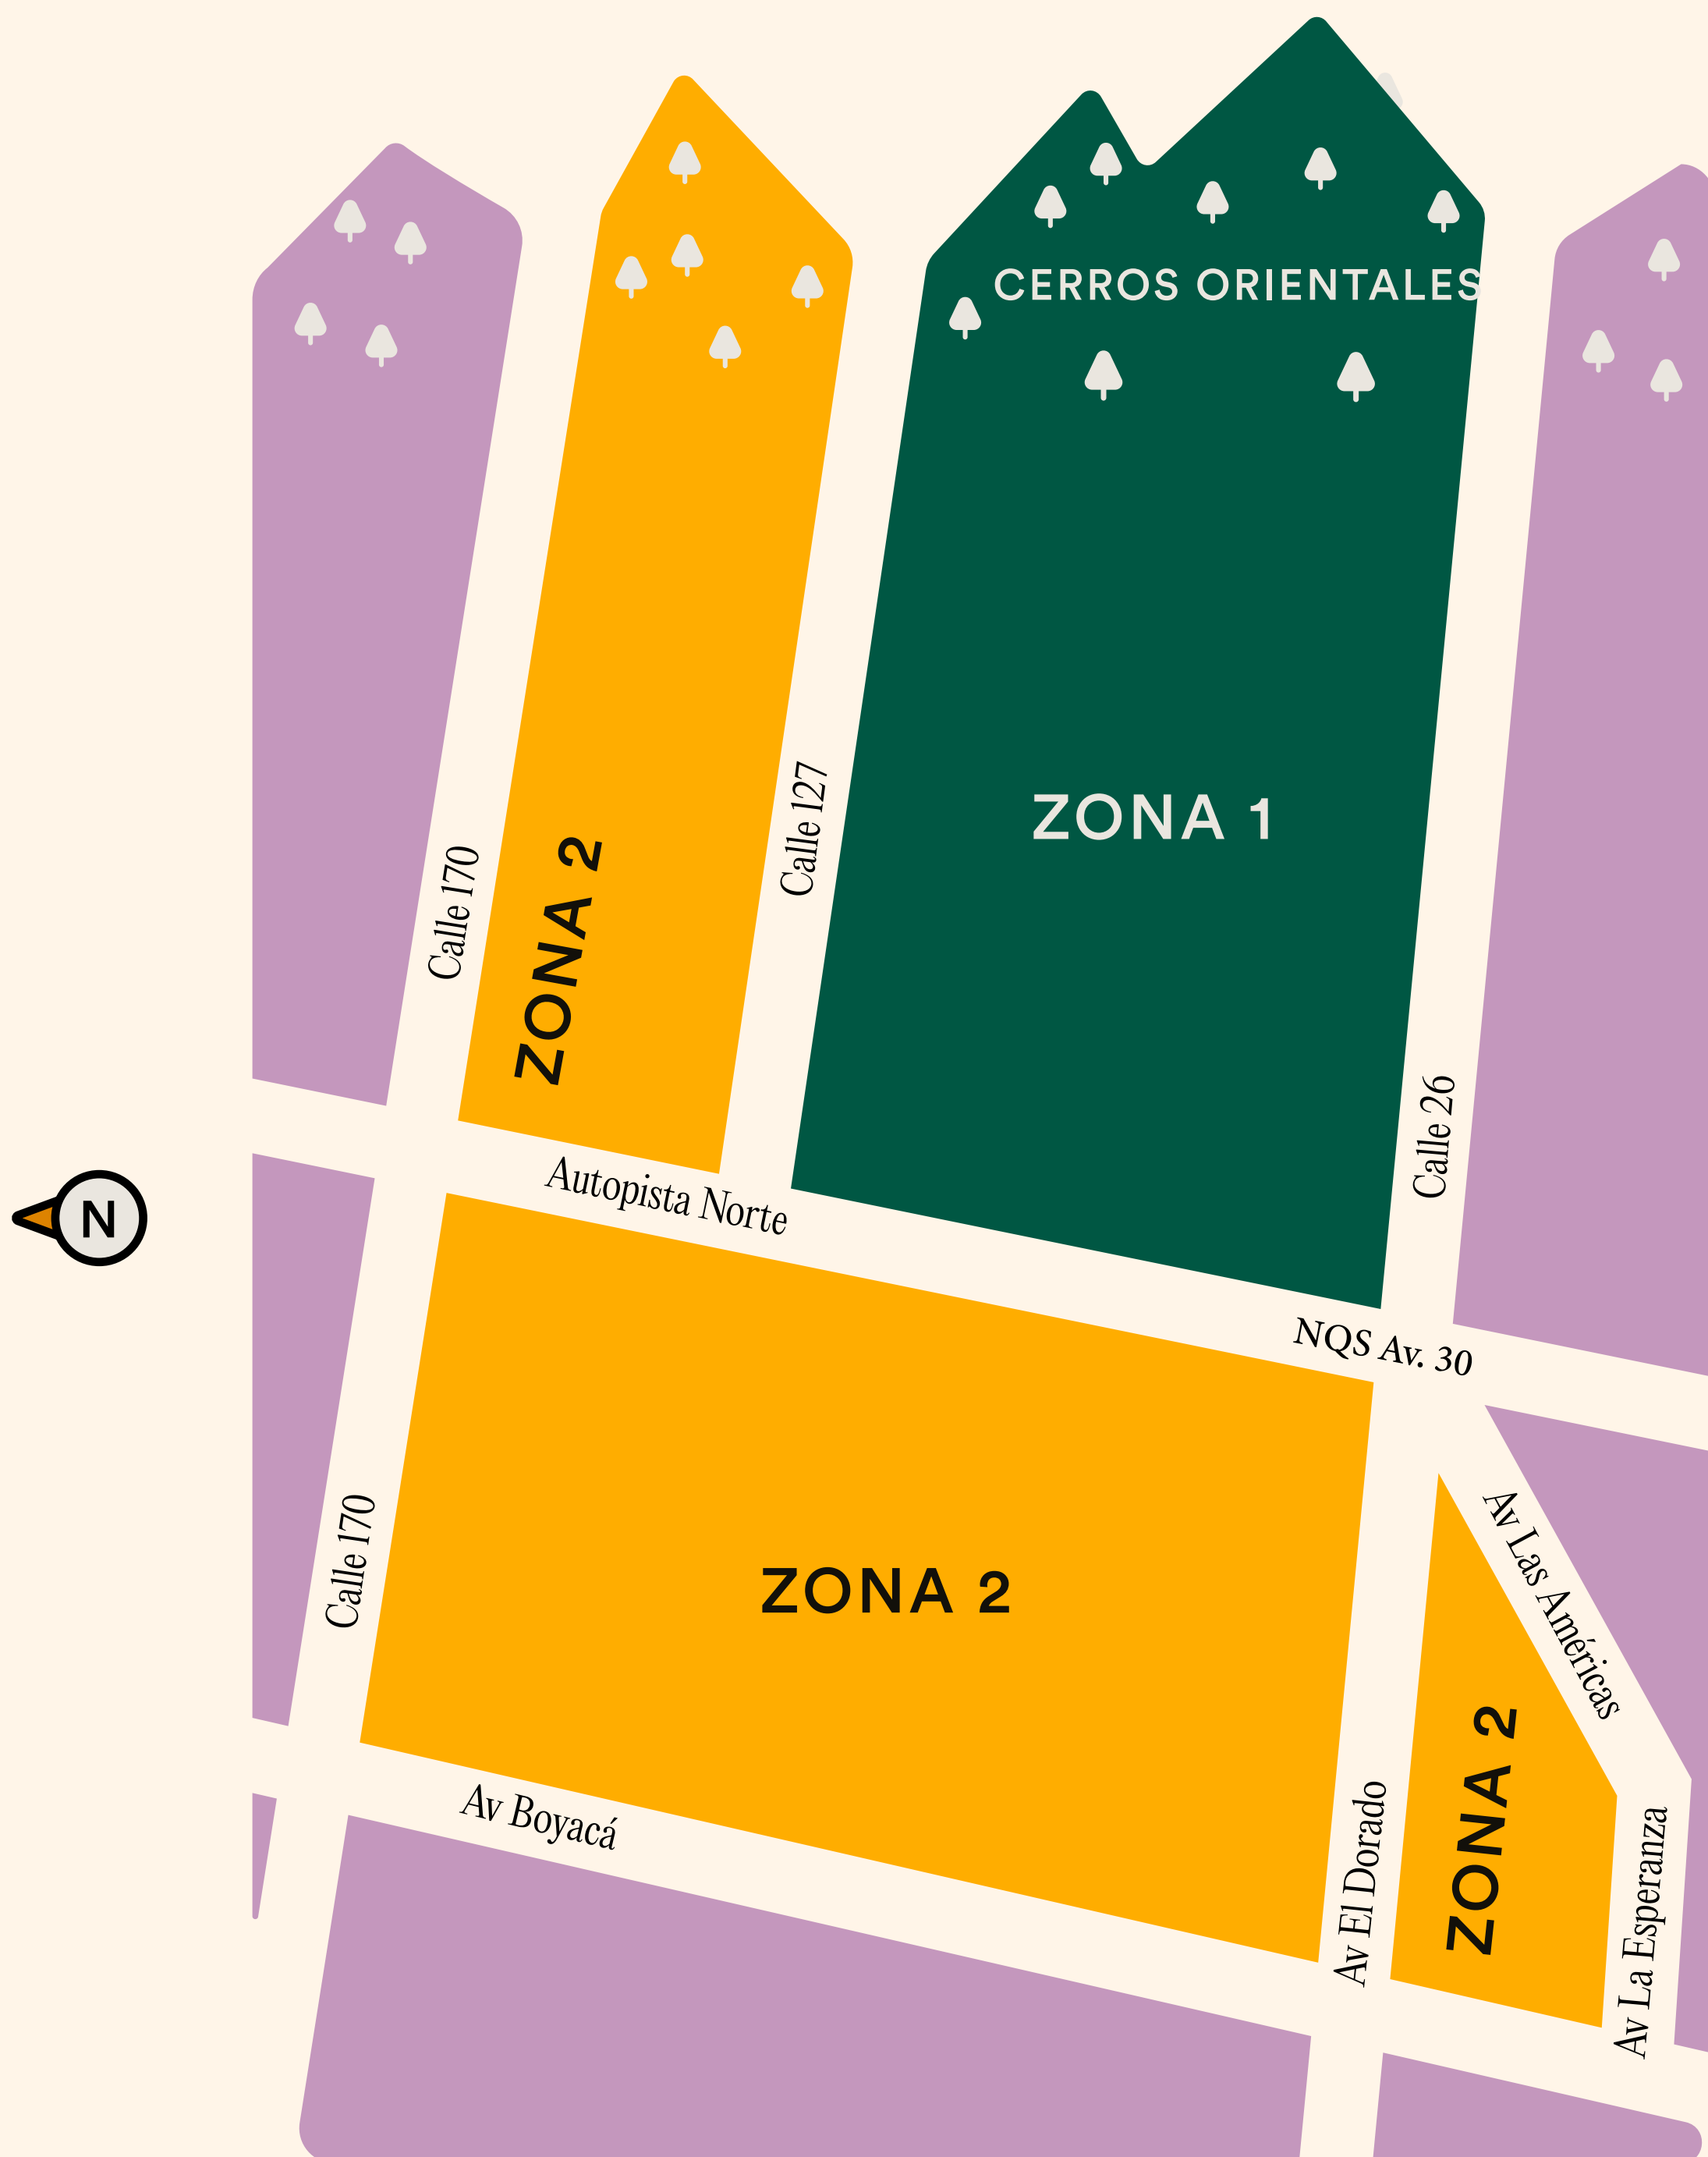 CERROS ORIENTALES
ZONA 1
Calle 127
ZONA 2
Calle 170
Calle 26
Autopista Norte
N
NQS Av. 30
Calle 170
ZONA 2
Av Las Américas
ZONA 2
Av Boyacá
Av El Dorado
Av La Esperanza